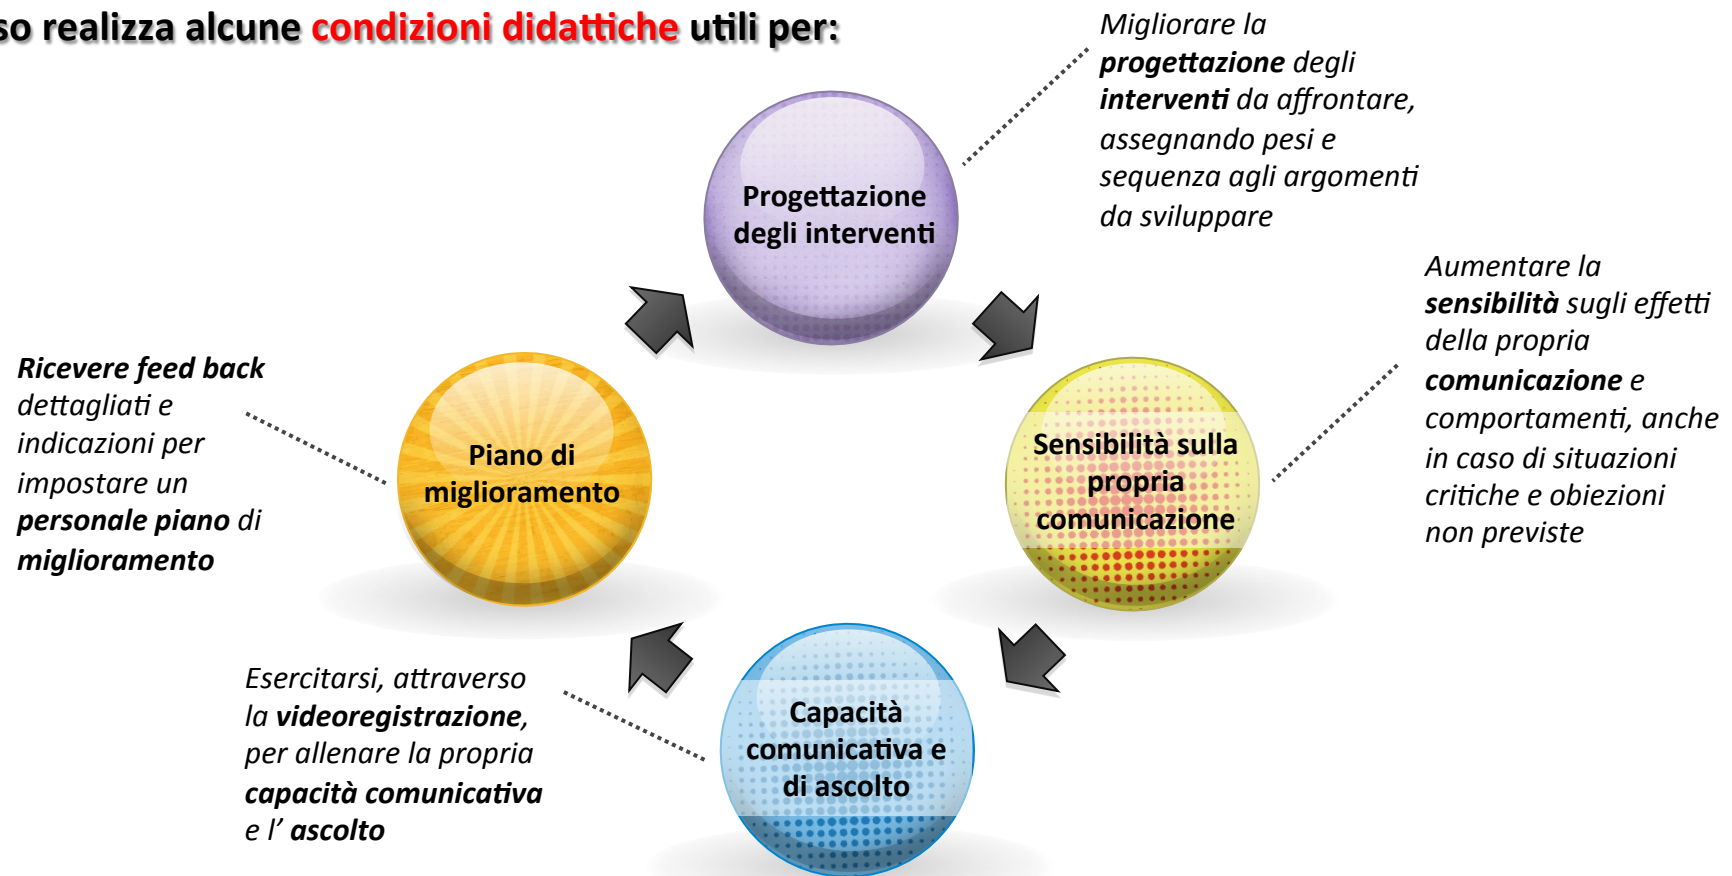 so realizza alcune condizioni didattiche utili per:
Migliorare la
progettazione degli
interventi da affrontare,
assegnando pesi e
sequenza agli argomenti
da sviluppare
Progettazione
degli interventi
Aumentare la
sensibilità sugli effetti
della propria
comunicazione e
comportamenti, anche
in caso di situazioni
critiche e obiezioni
non previste
Sensibilità sulla
propria
comunicazione
Ricevere feed back
dettagliati e
indicazioni per
impostare un
personale piano di
miglioramento
Piano di
miglioramento
Esercitarsi, attraverso
la videoregistrazione,
per allenare la propria
capacità comunicativa
e l’ ascolto
Capacità
comunicativa e
di ascolto